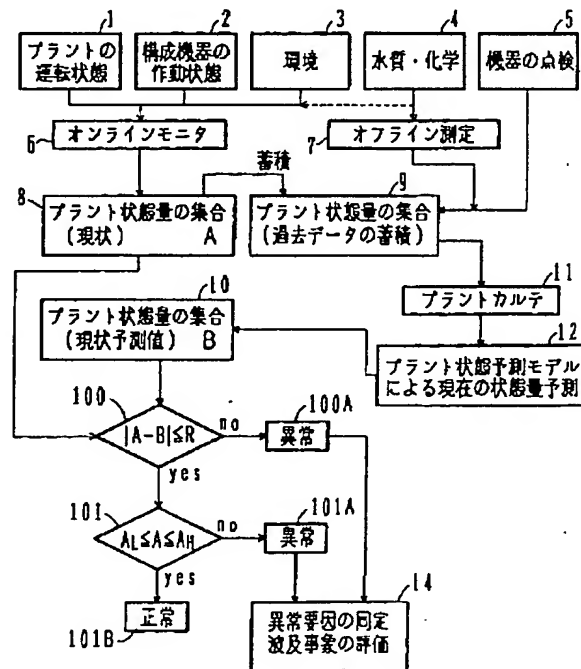 1
2
3
4
5
プラントの
運転状態
構成機器の
作動状態
環境
水質・化学
機器の点検
6
オンラインモニタ
7
オフライン測定
蓄積
8
プラント状態量の集合
(現状) A
9
プラント状態量の集合
(過去データの蓄積)
10
プラント状態量の集合
(現状予測値) B
11
プラントカルテ
12
プラント状態予測モデル
による現在の状態量予測
100
|A-B|≦R
no
100A
異常
yes
101
AL≦A≦AH
no
101A
異常
yes
101B
正常
14
異常要因の同定
波及事象の評価